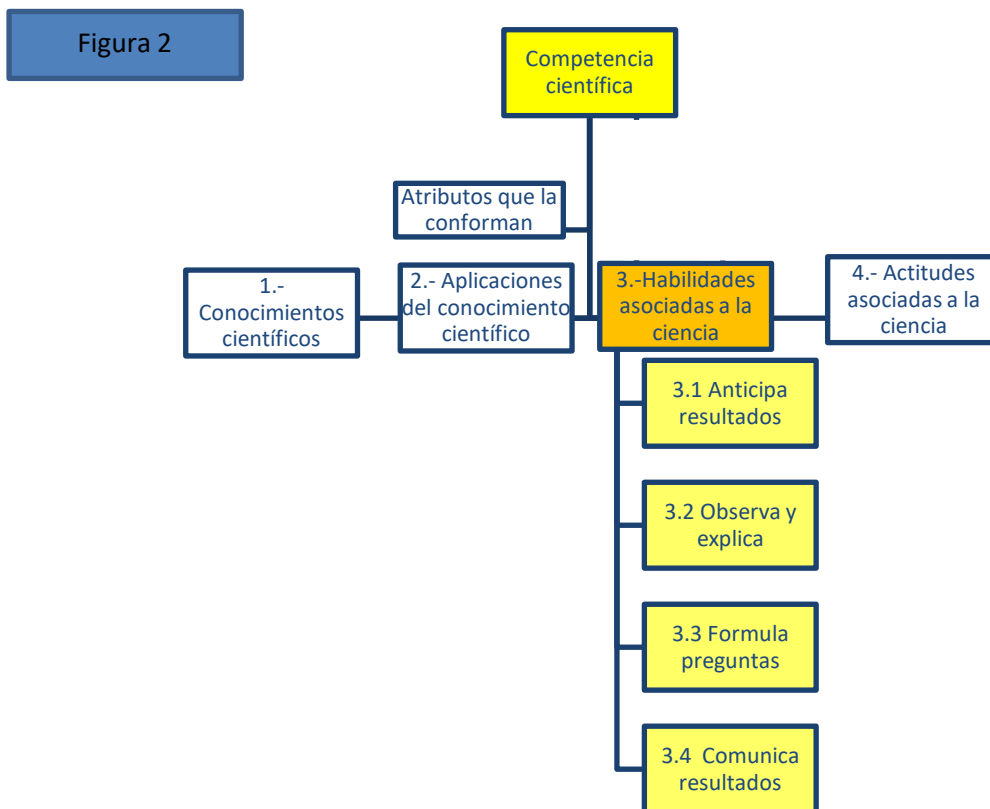 Figura 2
Competencia
científica
Atributos que la
conforman
1.-
Conocimientos
científicos
2.- Aplicaciones
del conocimiento
científico
3.-Habilidades
asociadas a la
ciencia
4.- Actitudes
asociadas a la
ciencia
3.1 Anticipa
resultados
3.2 Observa y
explica
3.3 Formula
preguntas
3.4 Comunica
resultados